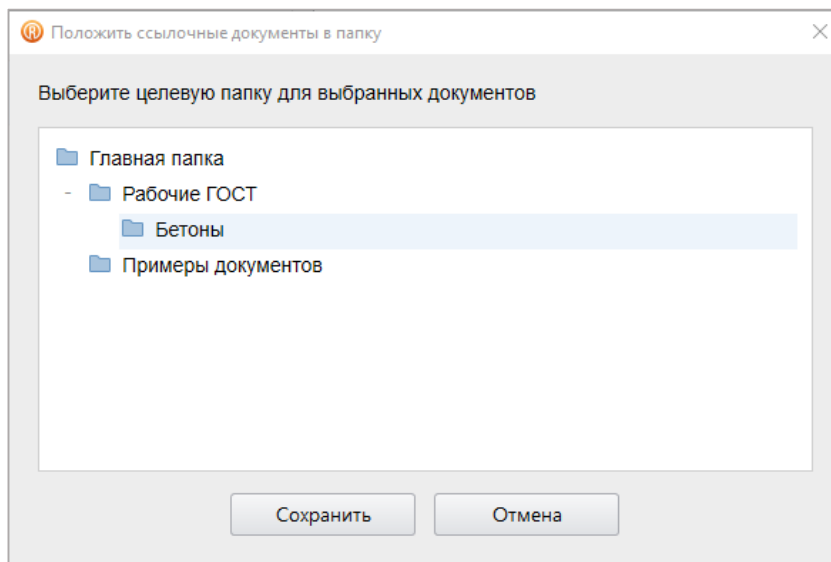 Положить ссылочные документы в папку
Выберите целевую папку для выбранных документов
Главная папка
- Рабочие ГОСТ
Бетоны
Примеры документов
Сохранить
Отмена